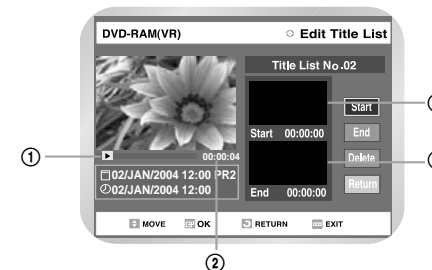 DVD-RAM(VR) Edit Title List
Title List No.02
Start 00:00:00
Start
End
Delete
Return
① 00:00:04
02/JAN/2004 12:00 PR2
02/JAN/2004 12:00
End 00:00:00
MOVE OK RETURN EXIT
②